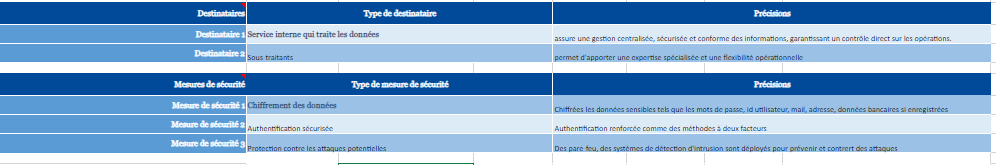 Destinataires Type de destinataire Précisions
Destinataire 1 Service interne qui traite les données assure une gestion centralisée, sécurisée et conforme des informations, garantissant un contrôle direct sur les opérations.
Destinataire 2 Sous traitants permet d'apporter une expertise spécialisée et une flexibilité opérationnelle
Mesures de sécurité Type de mesure de sécurité Précisions
Mesure de sécurité 1 Chiffrement des données Chiffrées les données sensibles tels que les mots de passe, id utilisateur, mail, adresse, données bancaires si enregistrées
Mesure de sécurité 2 Authentification sécurisée Authentification renforcée comme des méthodes à deux facteurs
Mesure de sécurité 3 Protection contre les attaques potentielles Des pare-feu, des systèmes de détection d'intrusion sont déployés pour prévenir et contrert des attaques